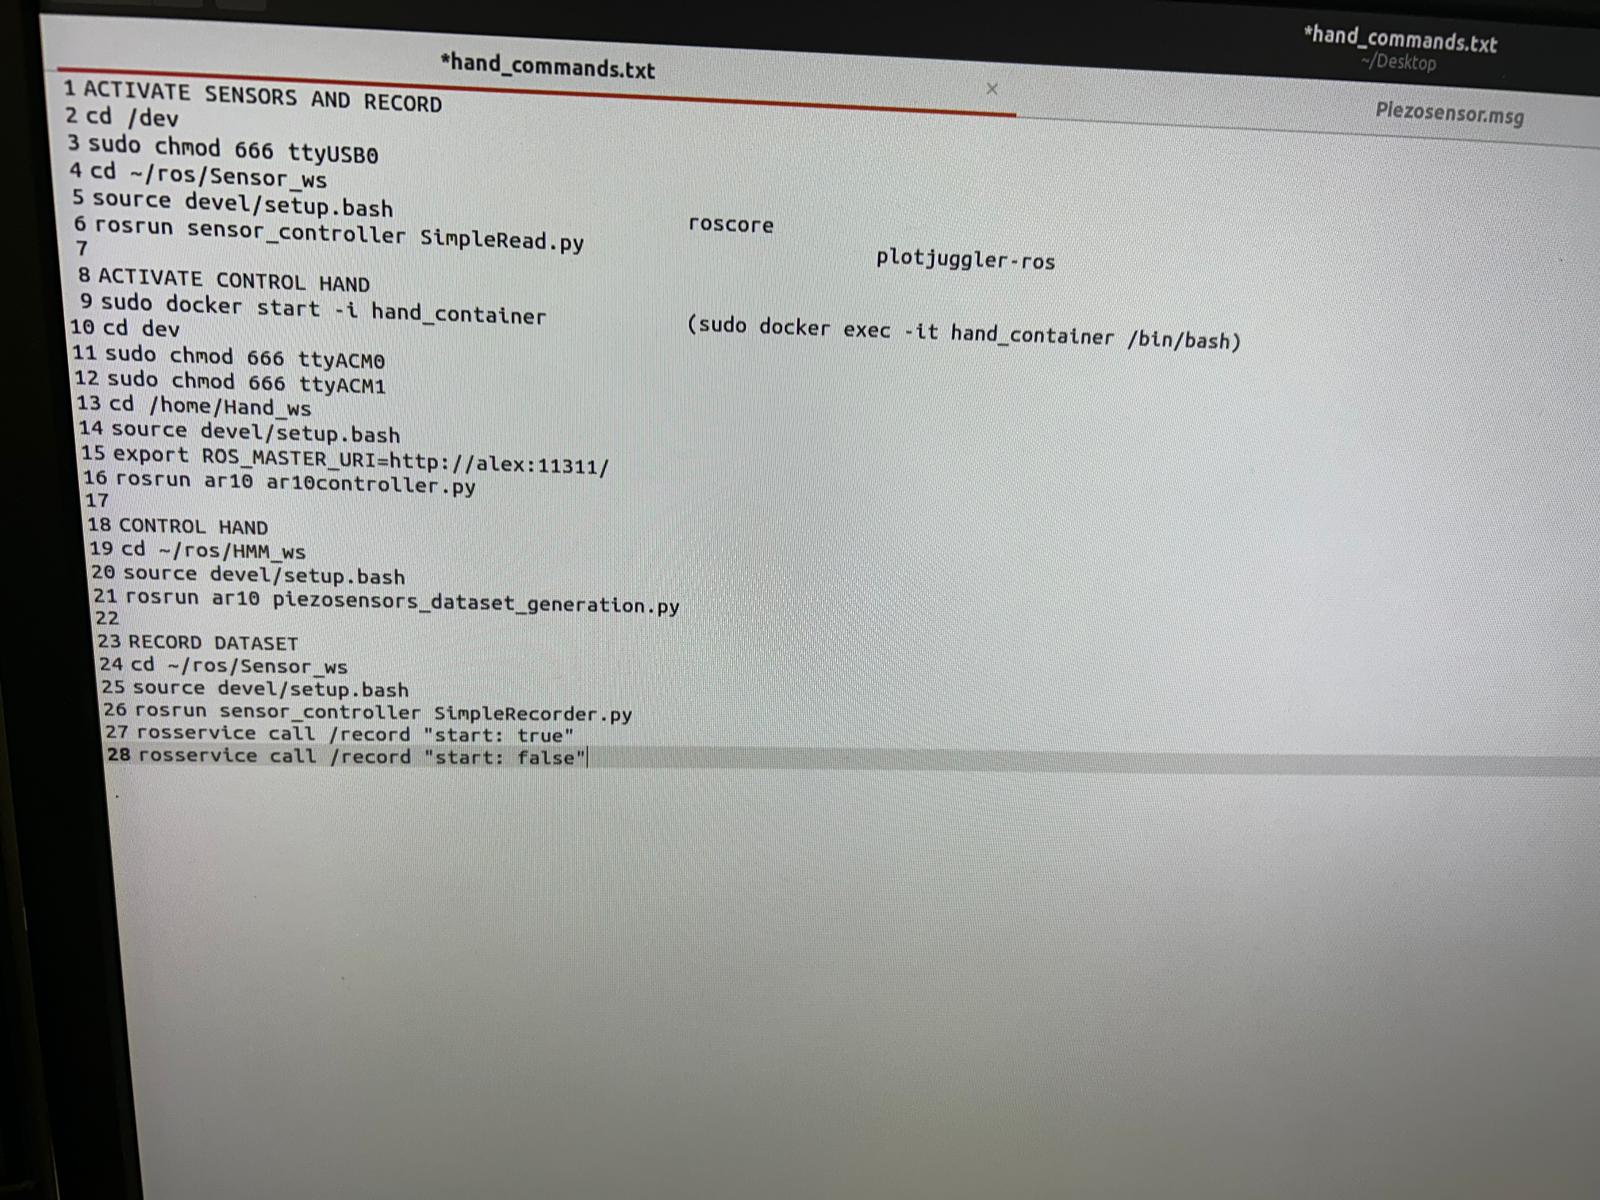 *hand_commands.txt
~/Desktop
*hand_commands.txt ×
Piezosensor.msg
1 ACTIVATE SENSORS AND RECORD
2 cd /dev
3 sudo chmod 666 ttyUSB0
4 cd ~/ros/Sensor_ws
5 source devel/setup.bash roscore
6 rosrun sensor_controller SimpleRead.py plotjuggler-ros
7
8 ACTIVATE CONTROL HAND
9 sudo docker start -i hand_container (sudo docker exec -it hand_container /bin/bash)
10 cd dev
11 sudo chmod 666 ttyACM0
12 sudo chmod 666 ttyACM1
13 cd /home/Hand_ws
14 source devel/setup.bash
15 export ROS_MASTER_URI=http://alex:11311/
16 rosrun ar10 ar10controller.py
17
18 CONTROL HAND
19 cd ~/ros/HMM_ws
20 source devel/setup.bash
21 rosrun ar10 piezosensors_dataset_generation.py
22
23 RECORD DATASET
24 cd ~/ros/Sensor_ws
25 source devel/setup.bash
26 rosrun sensor_controller SimpleRecorder.py
27 rosservice call /record "start: true"
28 rosservice call /record "start: false"